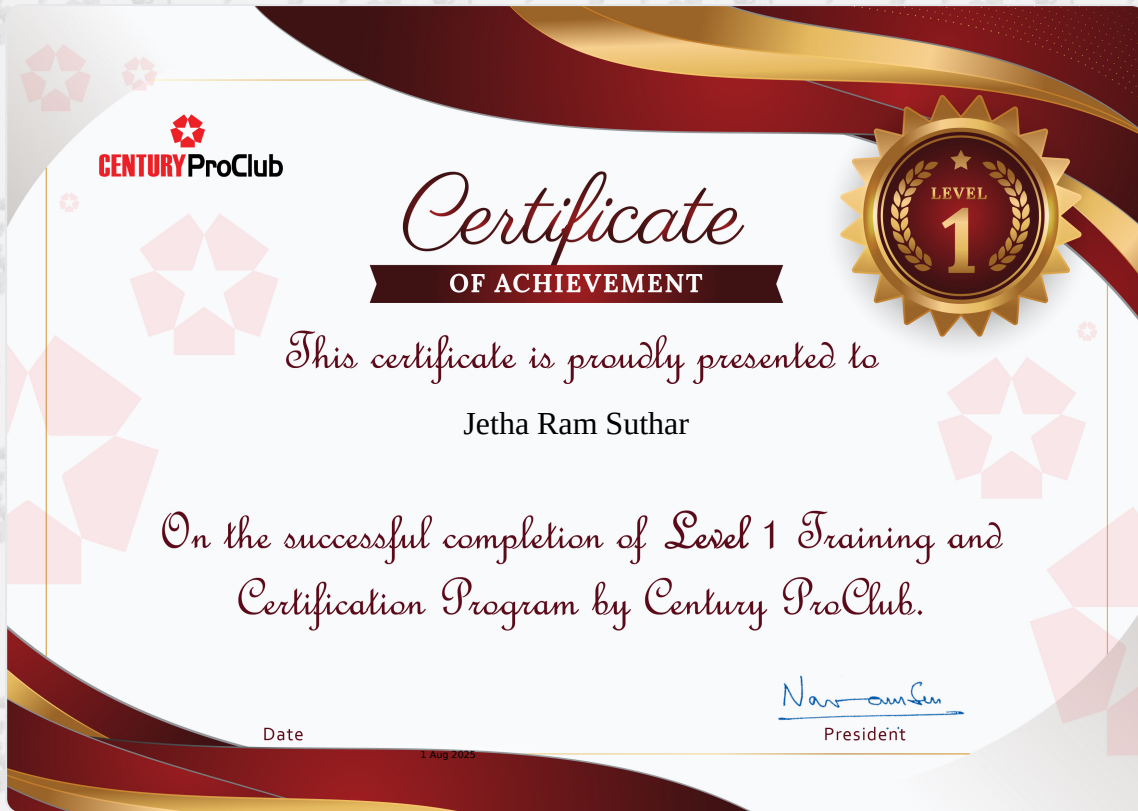 CENTURY ProClub
LEVEL
1
Certificate
OF ACHIEVEMENT
This certificate is proudly presented to
Jetha Ram Suthar
On the successful completion of Level 1 Training and
Certification Program by Century ProClub.
Date
President
1 Aug 2025